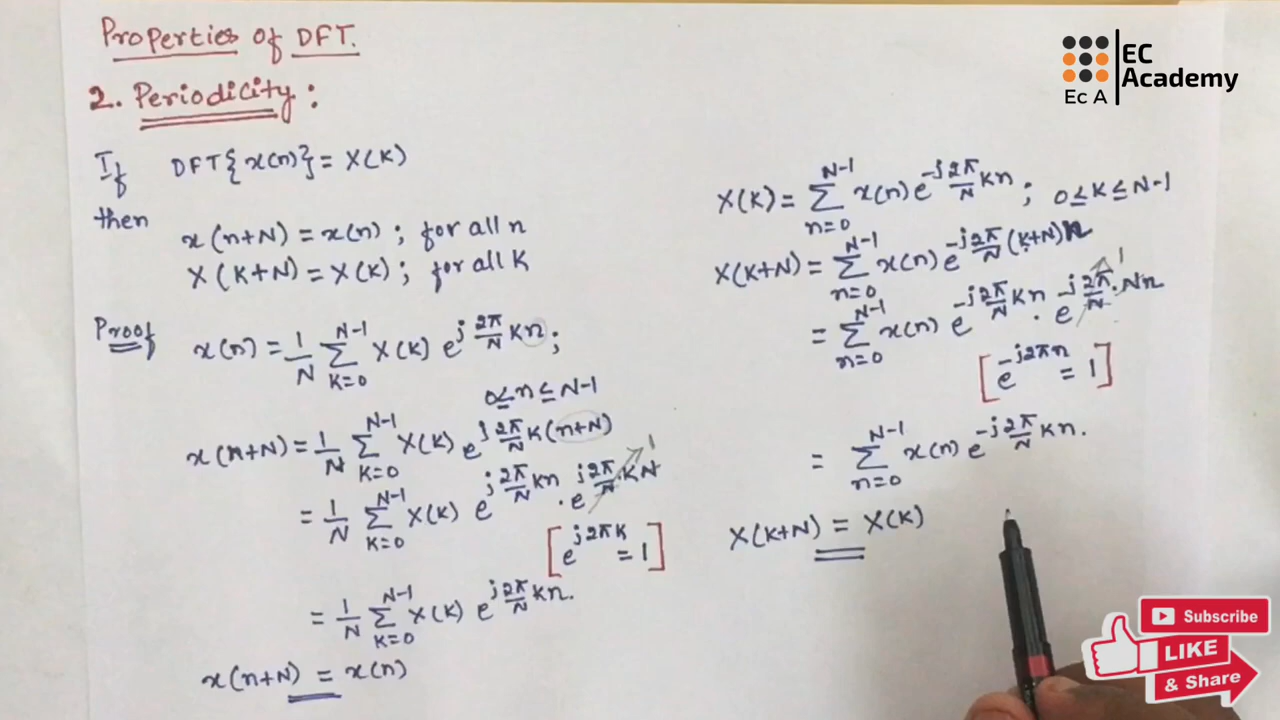 Properties of DFT.
2. Periodicity:
If DFT{x(n)} = X(K)
then
x(n+N) = x(n) ; for all n
X(K+N) = X(K) ; for all K
Proof x(n) = 1/N Σ_{K=0}^{N-1} X(K) e^{j 2π/N Kn} ;
0≤n≤N-1
x(n+N) = 1/N Σ_{K=0}^{N-1} X(K) e^{j 2π/N K(n+N)}
= 1/N Σ_{K=0}^{N-1} X(K) e^{j 2π/N Kn} . e^{j 2π/N . KN} 1
[e^{j2πK} = 1]
= 1/N Σ_{K=0}^{N-1} X(K) e^{j 2π/N Kn}.
x(n+N) = x(n)
X(K) = Σ_{n=0}^{N-1} x(n) e^{-j 2π/N Kn} ; 0≤K≤N-1
X(K+N) = Σ_{n=0}^{N-1} x(n) e^{-j 2π/N (K+N)n}
= Σ_{n=0}^{N-1} x(n) e^{-j 2π/N Kn} . e^{-j 2π/N . Nn} 1
[e^{-j2πn} = 1]
= Σ_{n=0}^{N-1} x(n) e^{-j 2π/N Kn}.
X(K+N) = X(K)
EC
Academy
Ec A
Subscribe
LIKE
& Share